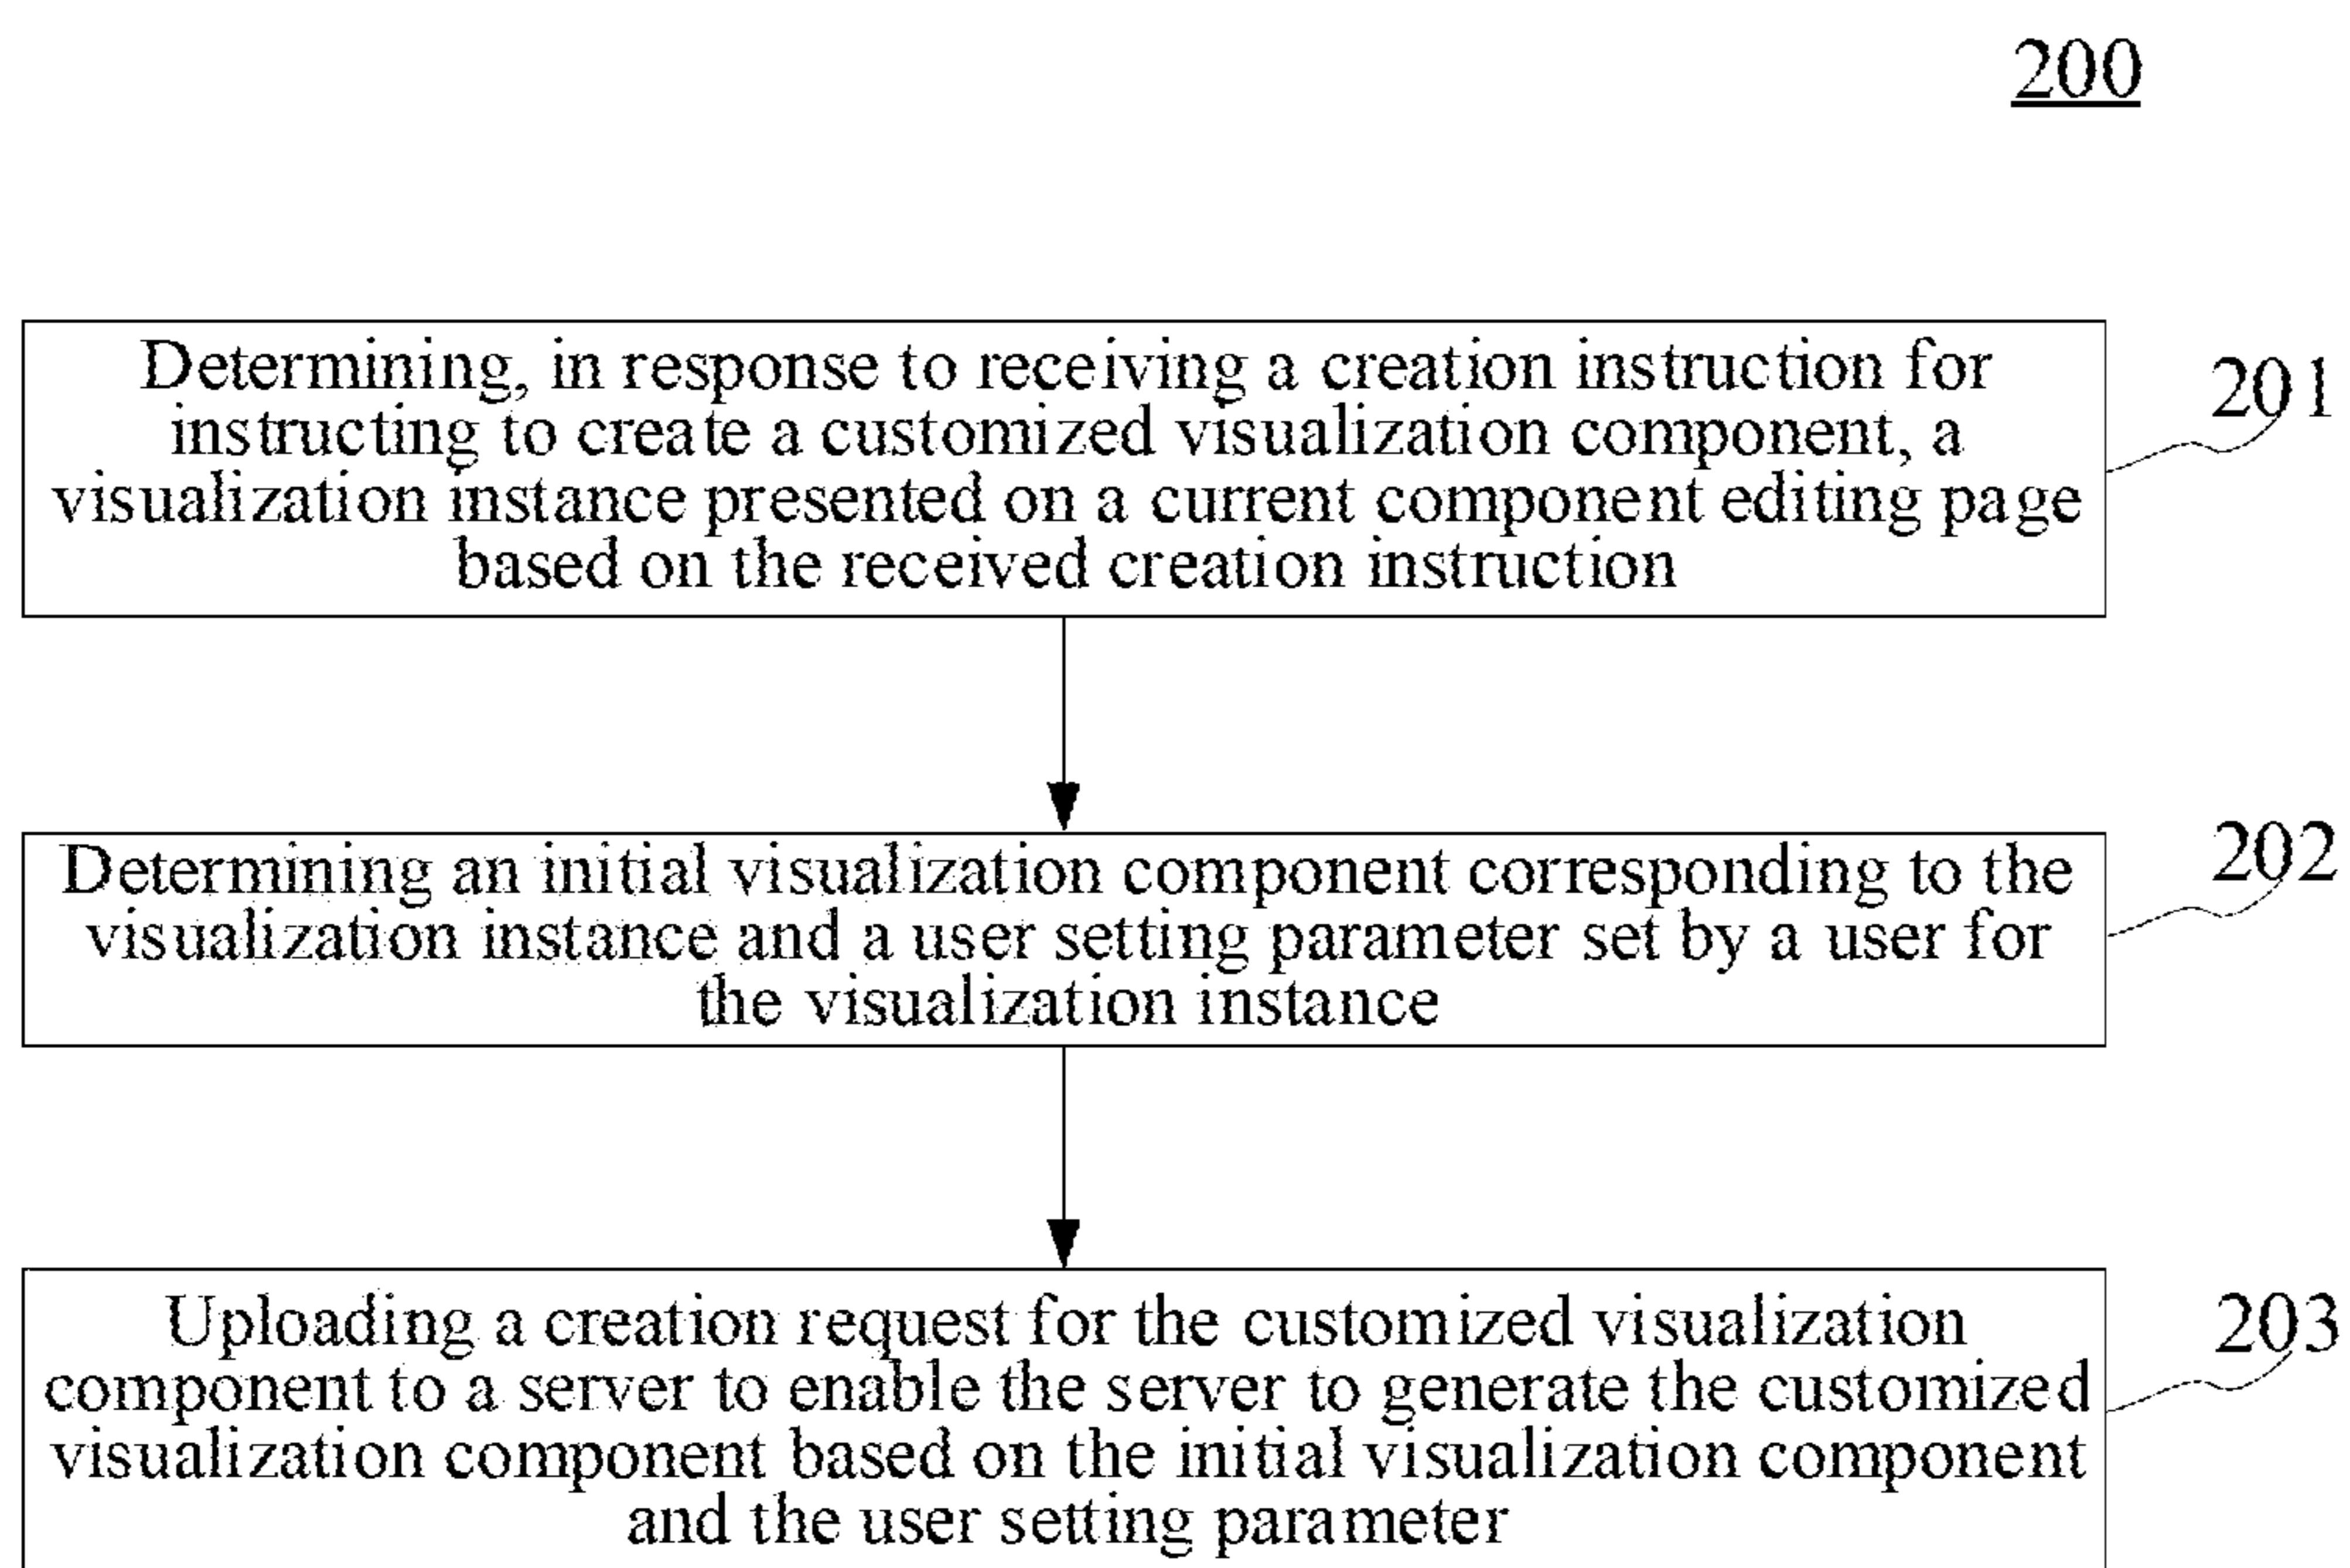 200
Determining, in response to receiving a creation instruction for
instructing to create a customized visualization component, a
visualization instance presented on a current component editing page
based on the received creation instruction
201
Determining an initial visualization component corresponding to the
visualization instance and a user setting parameter set by a user for
the visualization instance
202
Uploading a creation request for the customized visualization
component to a server to enable the server to generate the customized
visualization component based on the initial visualization component
and the user setting parameter
203